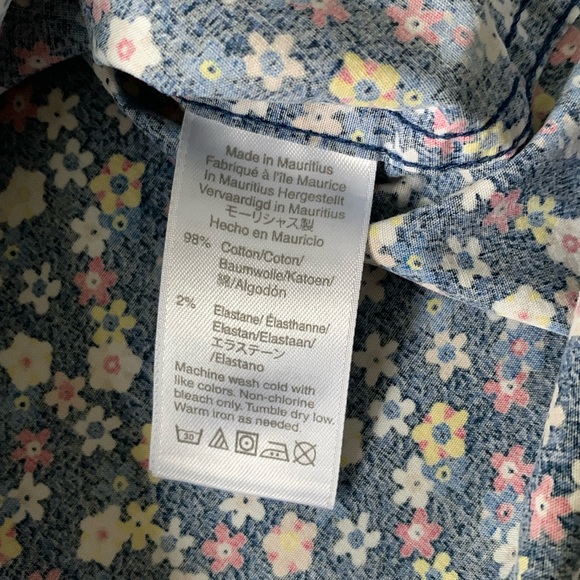 Made in Mauritius
Fabriqué à l'île Maurice
In Mauritius Hergestellt
Vervaardigd in Mauritius
モーリシャス製
Hecho en Mauricio
98% Cotton/Coton/
Baumwolle/Katoen/
綿/Algodón
2% Elastane/Élasthanne/
Elastan/Elastaan/
エラステーン
/Elastano
Machine wash cold with
like colors. Non-chlorine
bleach only. Tumble dry low.
Warm iron as needed.
30